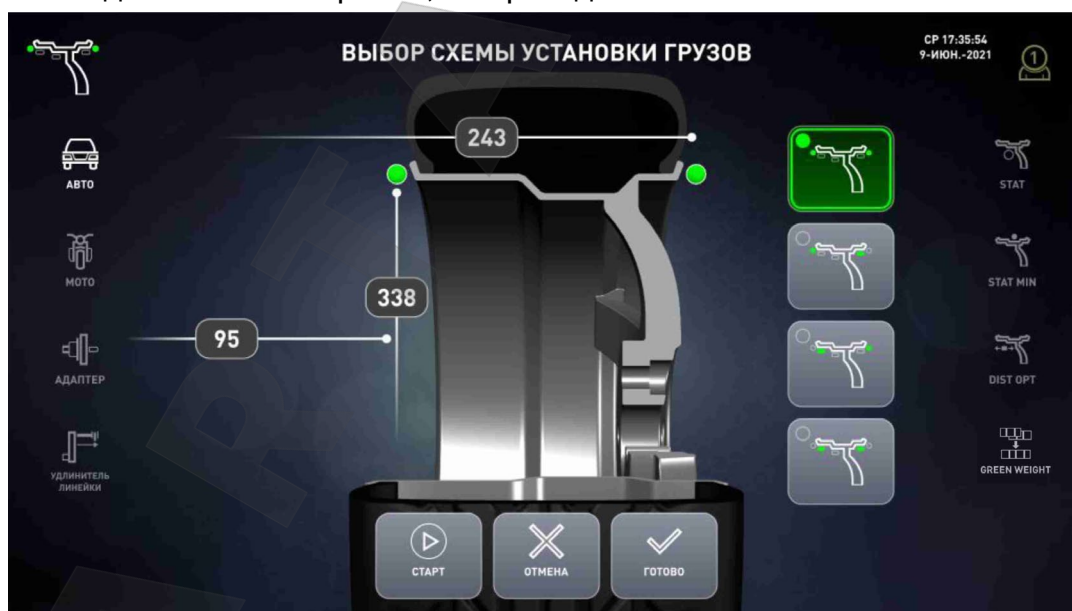 ВЫБОР СХЕМЫ УСТАНОВКИ ГРУЗОВ
СР 17:35:54
9-ИЮН.-2021
1
243
АВТО
STAT
МОТО
338
STAT MIN
95
АДАПТЕР
DIST OPT
УДЛИНИТЕЛЬ
ЛИНЕЙКИ
GREEN WEIGHT
СТАРТ
ОТМЕНА
ГОТОВО